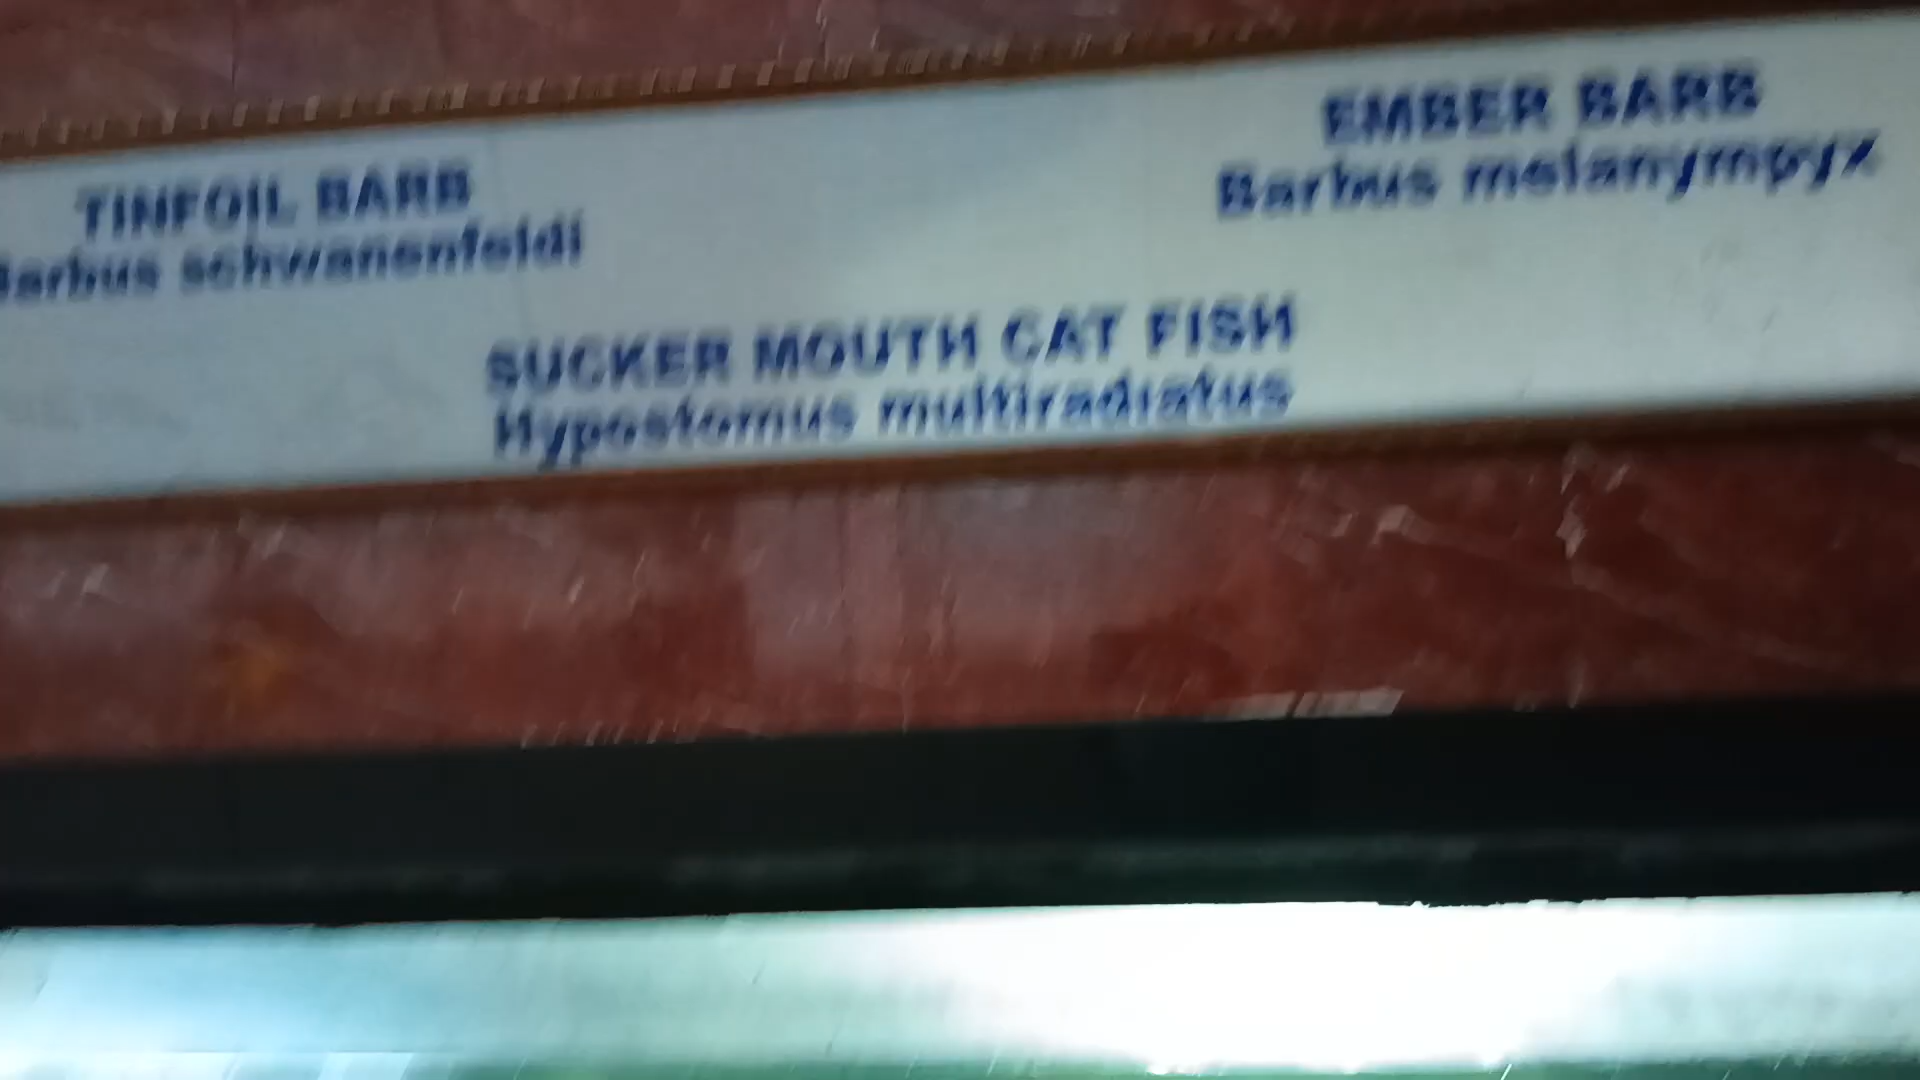 TINFOIL BARB
Barbus schwanenfeldi
EMBER BARB
Barbus melanympyx
SUCKER MOUTH CAT FISH
Hypostomus multiradiatus